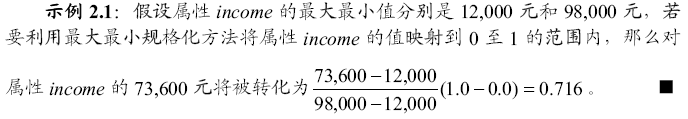 示例 2.1：假设属性 income 的最大最小值分别是 12,000 元和 98,000 元，若
要利用最大最小规格化方法将属性 income 的值映射到 0 至 1 的范围内，那么对
属性 income 的 73,600 元将被转化为 \frac{73,600-12,000}{98,000-12,000}(1.0-0.0)=0.716。 ■